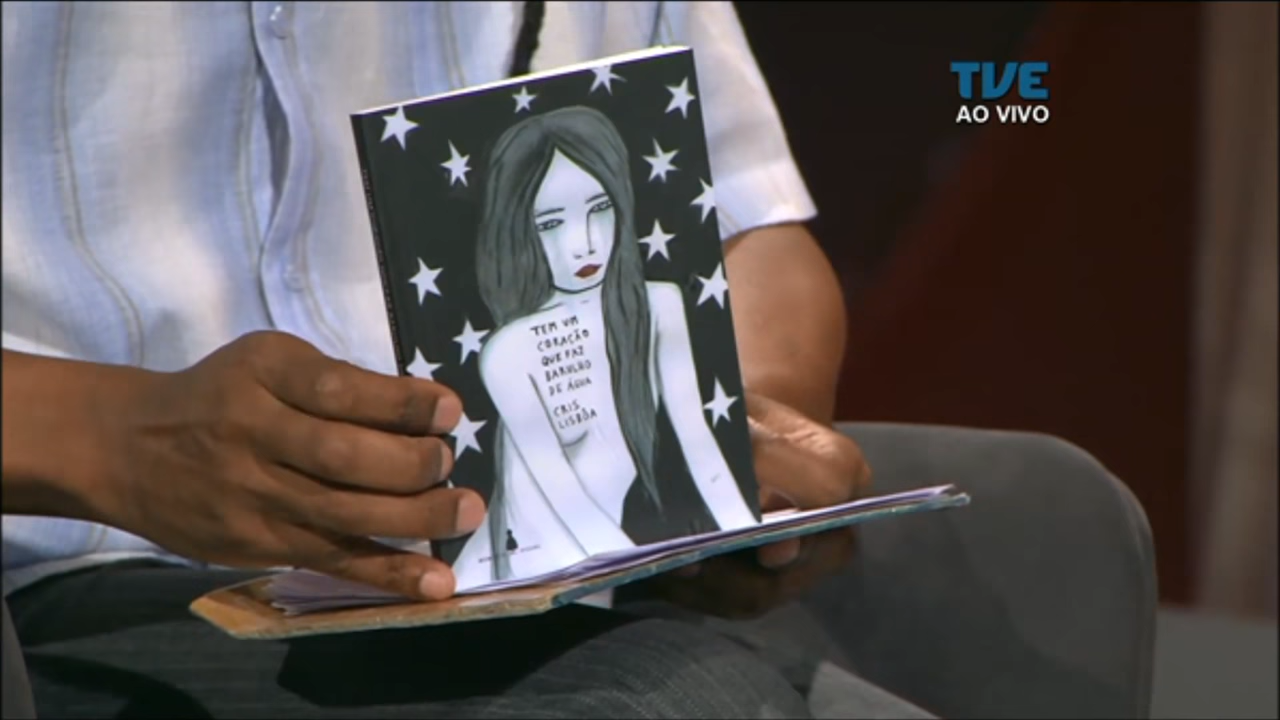 TVE
AO VIVO
TEM UM
CORAÇÃO
QUE FAZ
BARULHO
DE ÁGUA
CRIS
LISBÔA